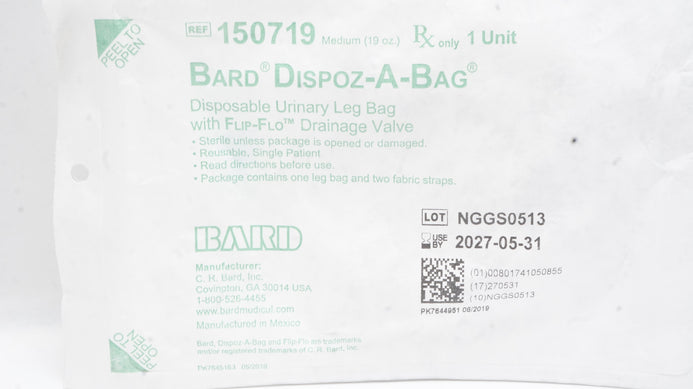 PEEL TO OPEN
REF 150719 Medium (19 oz.) Rx only 1 Unit
BARD® DISPOZ-A-BAG®
Disposable Urinary Leg Bag
with FLIP-FLO™ Drainage Valve
• Sterile unless package is opened or damaged.
• Reusable, Single Patient
• Read directions before use.
• Package contains one leg bag and two fabric straps.
LOT NGGS0513
USE BY 2027-05-31
(01)00801741050855
(17)270531
(10)NGGS0513
PK7644951 06/2019
BARD
Manufacturer:
C. R. Bard, Inc.
Covington, GA 30014 USA
1-800-526-4455
www.bardmedical.com
Manufactured in Mexico
Bard, Dispoz-A-Bag and Flip-Flo are trademarks
and/or registered trademarks of C. R. Bard, Inc.
PEEL TO OPEN